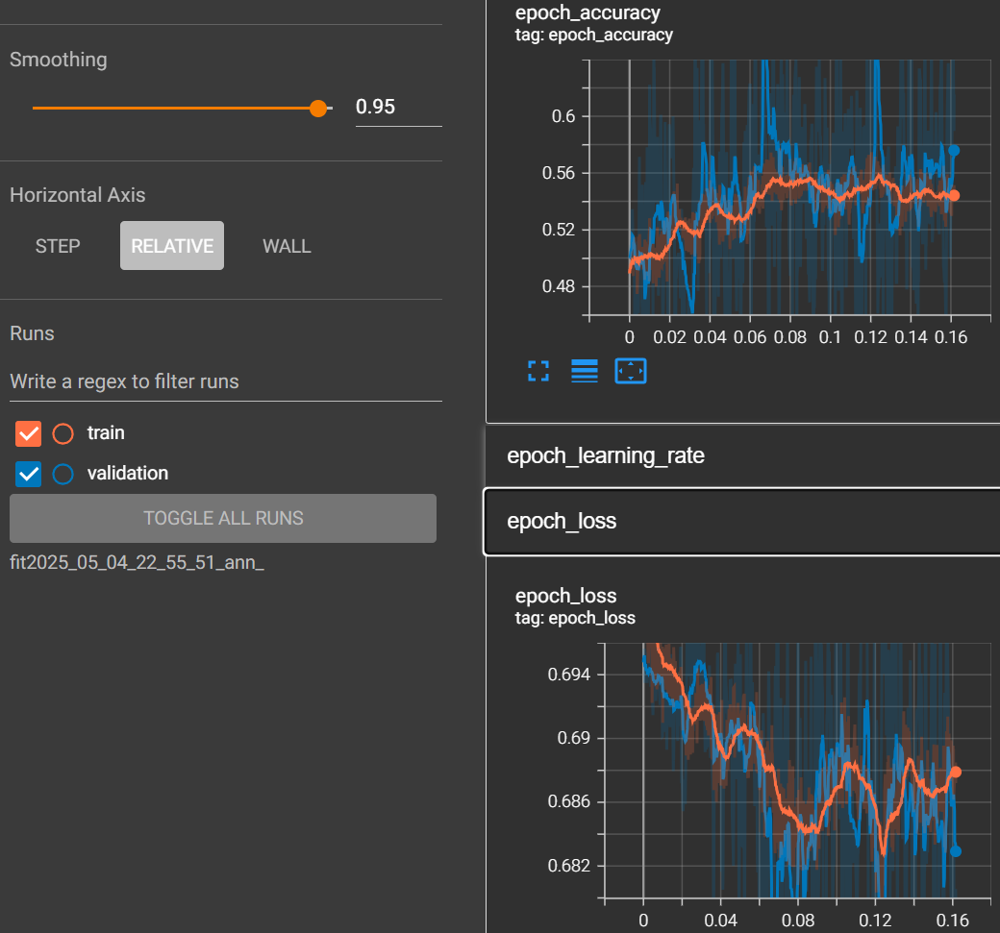 Smoothing
0.95
Horizontal Axis
STEP RELATIVE WALL
Runs
Write a regex to filter runs
train
validation
TOGGLE ALL RUNS
fit2025_05_04_22_55_51_ann_
epoch_accuracy
tag: epoch_accuracy
0.6
0.56
0.52
0.48
0 0.02 0.04 0.06 0.08 0.1 0.12 0.14 0.16
epoch_learning_rate
epoch_loss
epoch_loss
tag: epoch_loss
0.694
0.69
0.686
0.682
0 0.04 0.08 0.12 0.16